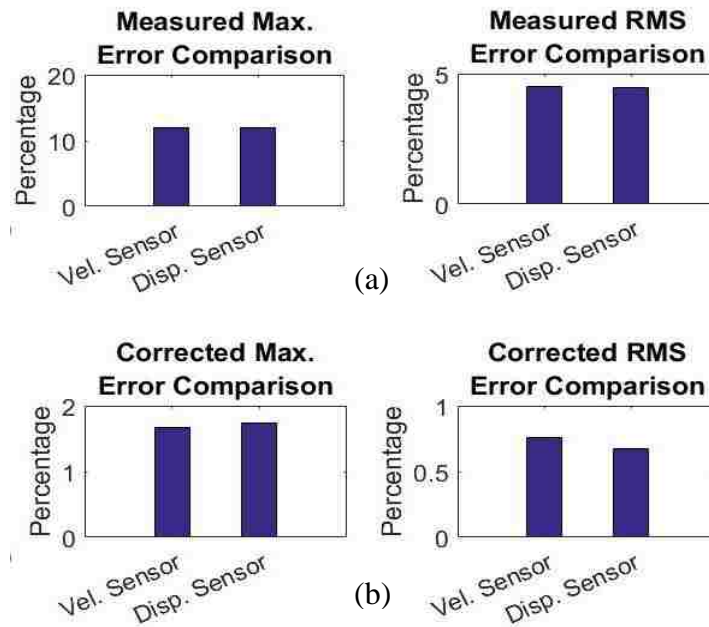 Measured Max.
Error Comparison
Percentage
20
10
0
Vel. Sensor
Disp. Sensor
Measured RMS
Error Comparison
Percentage
5
0
Vel. Sensor
Disp. Sensor
(a)
Corrected Max.
Error Comparison
Percentage
2
1
0
Vel. Sensor
Disp. Sensor
Corrected RMS
Error Comparison
Percentage
1
0.5
0
Vel. Sensor
Disp. Sensor
(b)